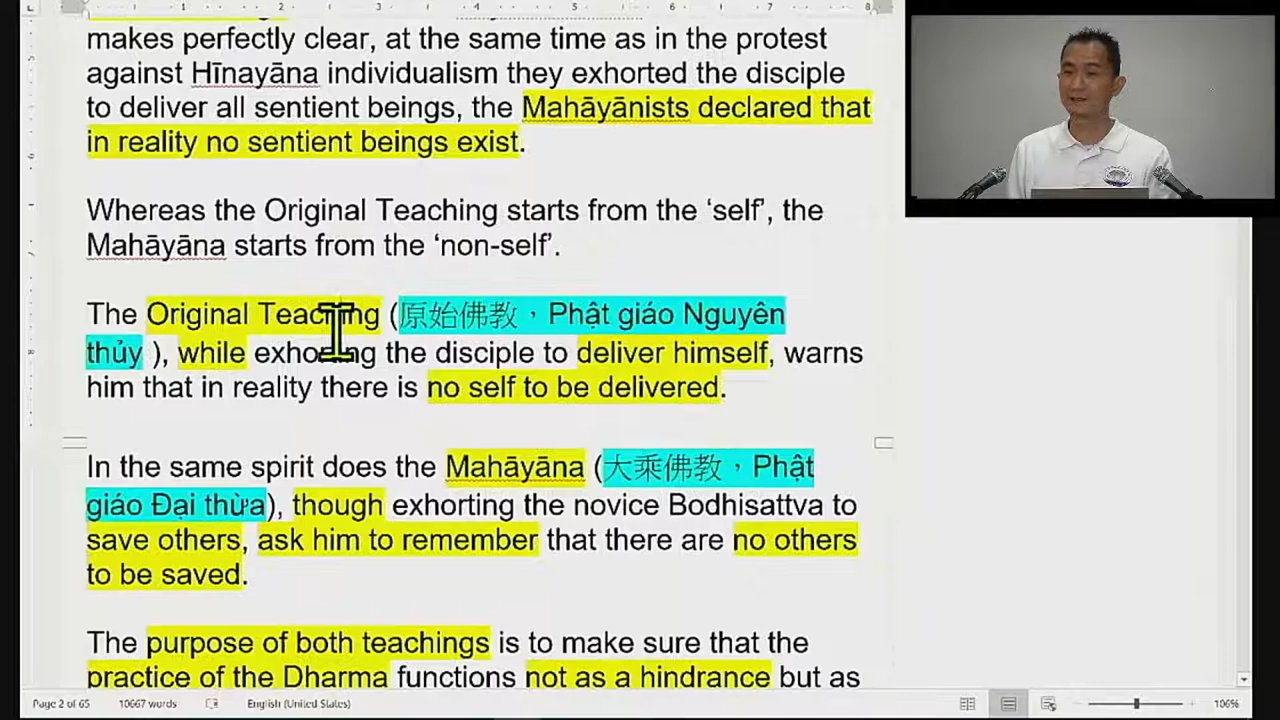 makes perfectly clear, at the same time as in the protest
against Hīnayāna individualism they exhorted the disciple
to deliver all sentient beings, the Mahāyānists declared that
in reality no sentient beings exist.
Whereas the Original Teaching starts from the ‘self’, the
Mahāyāna starts from the ‘non-self’.
The Original Teaching (原始佛教，Phật giáo Nguyên
thủy ), while exhorting the disciple to deliver himself, warns
him that in reality there is no self to be delivered.
In the same spirit does the Mahāyāna (大乘佛教，Phật
giáo Đại thừa), though exhorting the novice Bodhisattva to
save others, ask him to remember that there are no others
to be saved.
The purpose of both teachings is to make sure that the
practice of the Dharma functions not as a hindrance but as
Page 2 of 65 10667 words English (United States) 106%